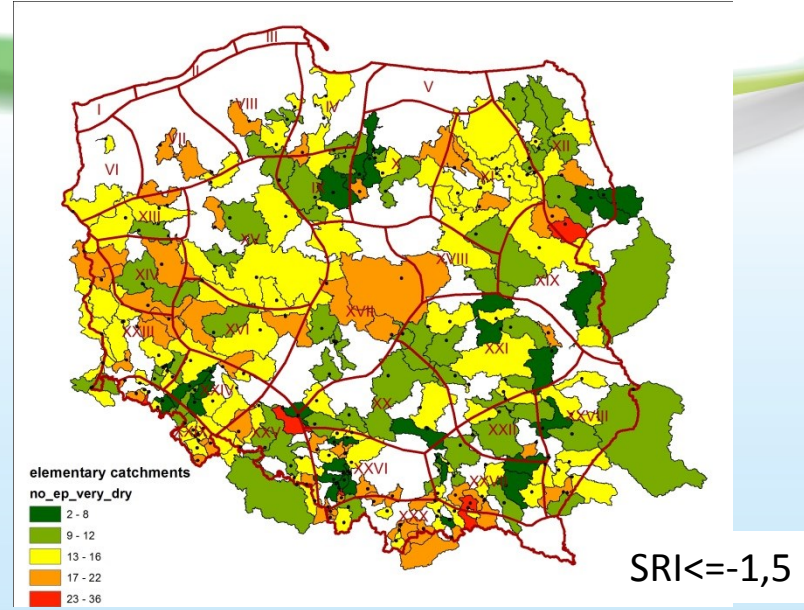 III
II
I
VIII
IV
V
VII
VI
X
XII
XI
IX
XIII
XV
XVIII
XIV
XIX
XVII
XXIII
XVI
XXI
XXIV
XX
XXV
XXII
XXVIII
XXVI
XXX
elementary catchments
no_ep_very_dry
2 - 8
9 - 12
13 - 16
17 - 22
23 - 36
SRI<=-1,5